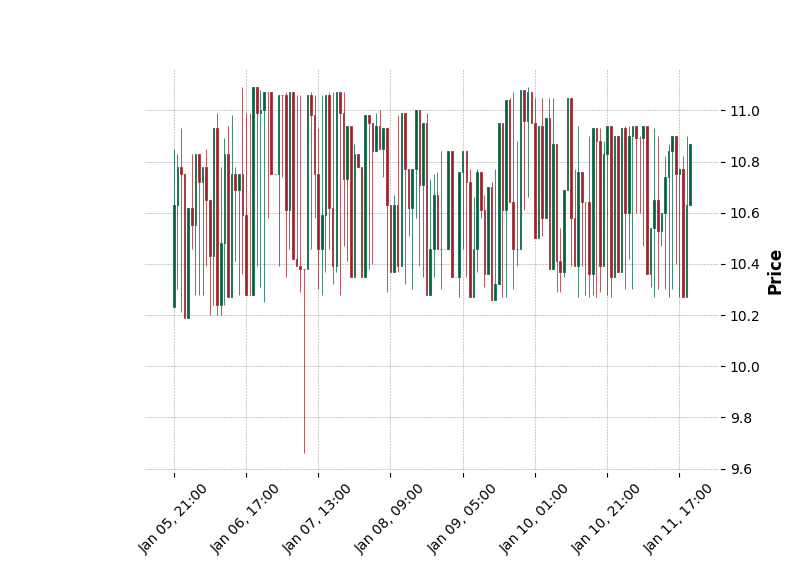 11.0
10.8
10.6
10.4
10.2
10.0
9.8
9.6
Price
Jan 05, 21:00
Jan 06, 17:00
Jan 07, 13:00
Jan 08, 09:00
Jan 09, 05:00
Jan 10, 01:00
Jan 10, 21:00
Jan 11, 17:00